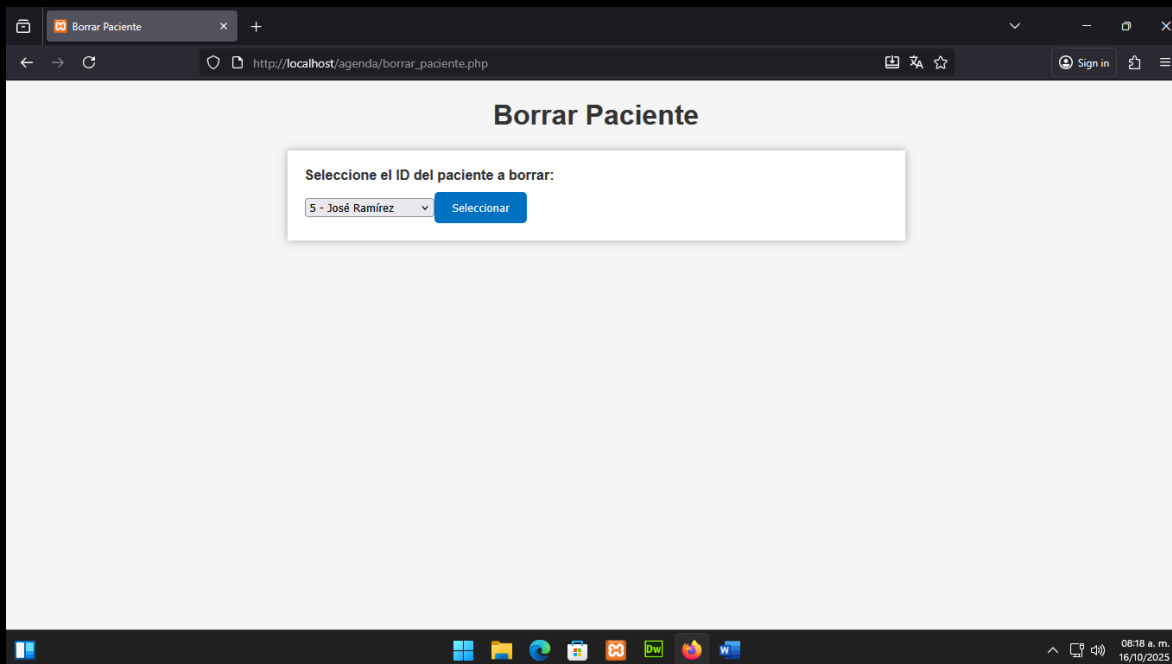 Borrar Paciente
http://localhost/agenda/borrar_paciente.php
Sign in
Borrar Paciente
Seleccione el ID del paciente a borrar:
5 - José Ramírez
Seleccionar
Dw
W
08:18 a. m.
16/10/2025